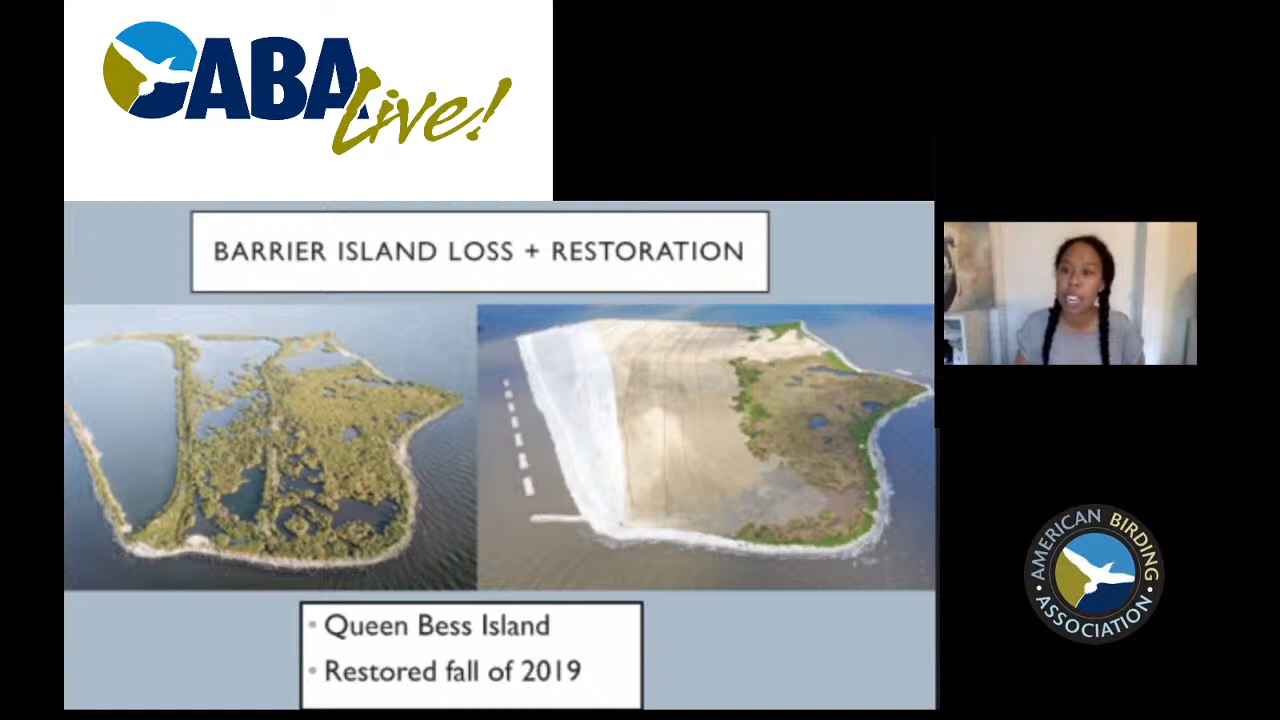 ABA
Live!
BARRIER ISLAND LOSS + RESTORATION
• Queen Bess Island
• Restored fall of 2019
• AMERICAN BIRDING •
ASSOCIATION